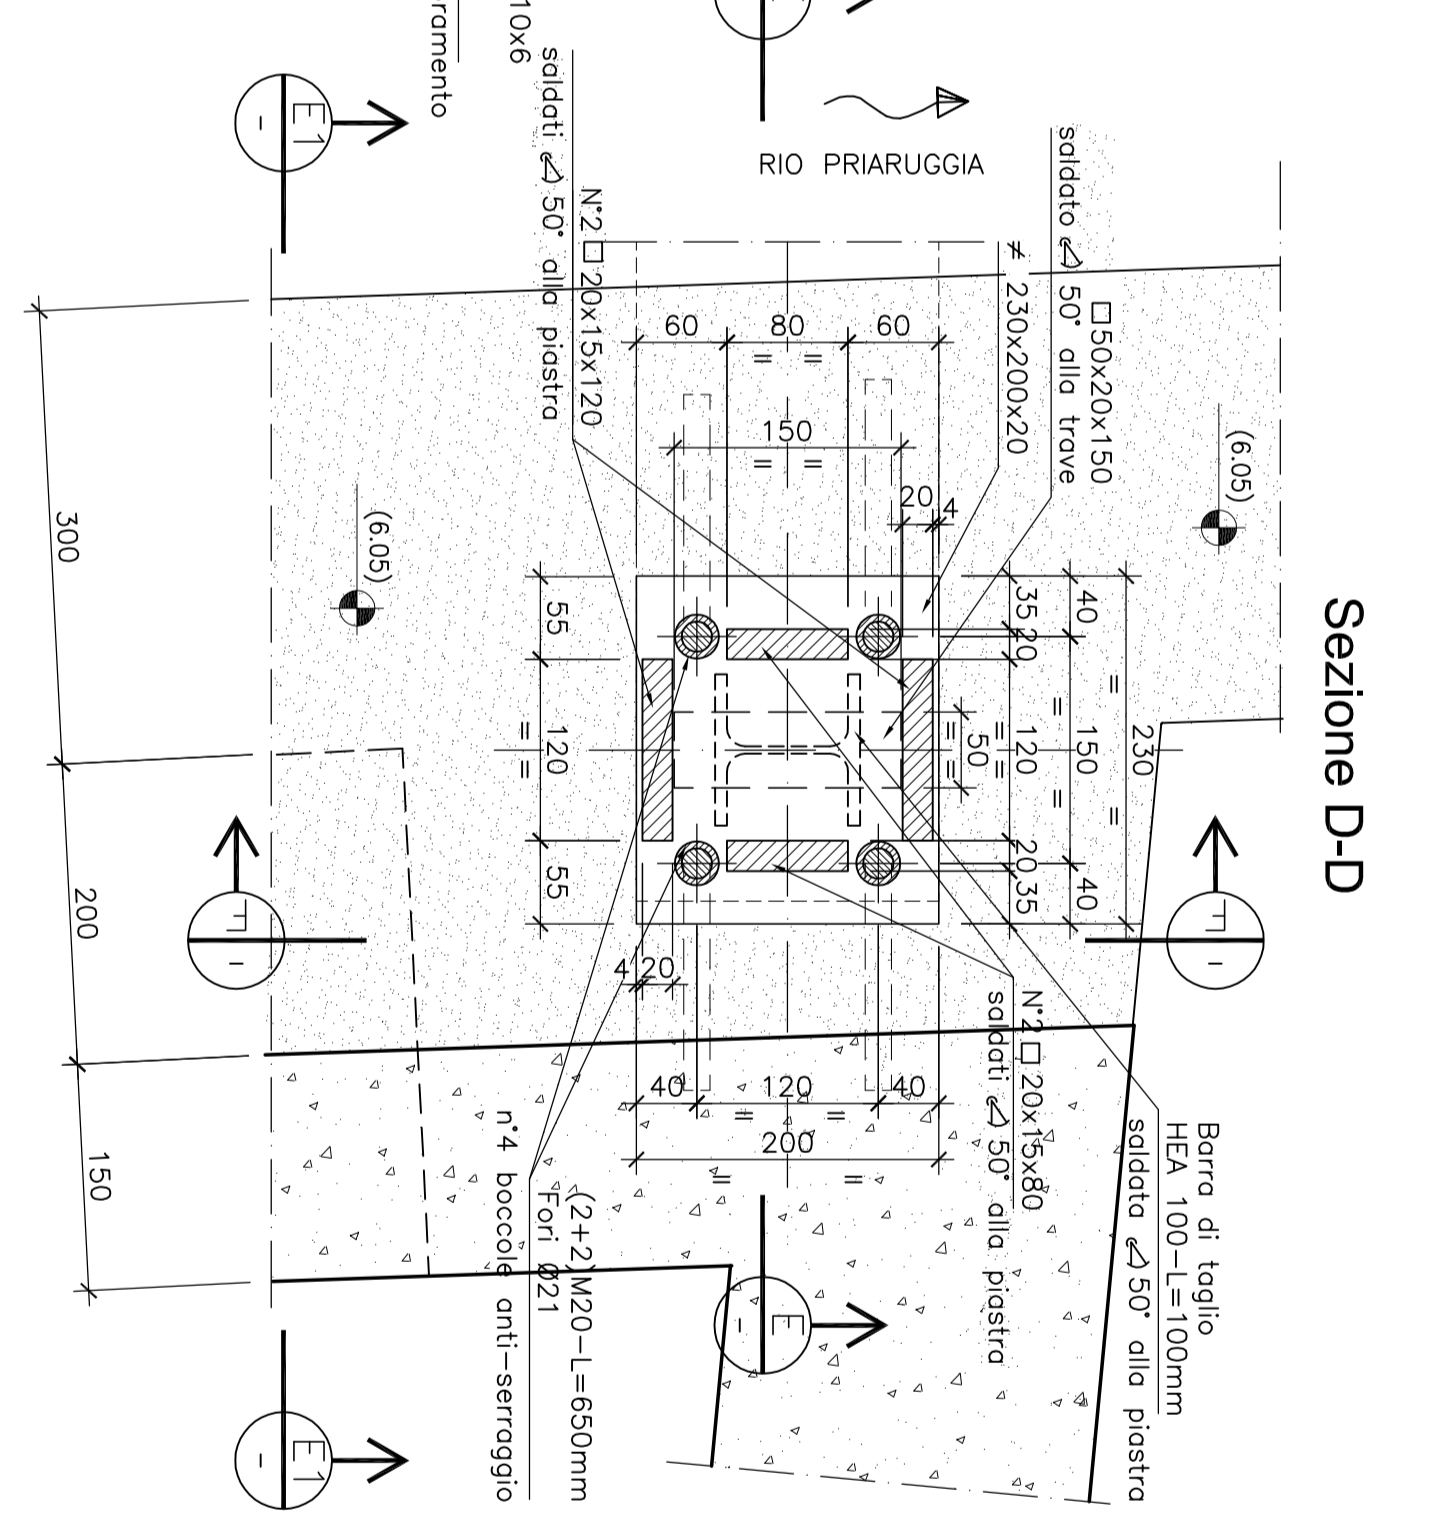 Sezione D-D
RIO PRIARUGGIA
10x6
ramento
saldati 50° alla piastra
N°2 □20x15x120
saldato 50° alla trave
□50x20x150
≠ 230x200x20
(6.05)
(6.05)
60
80
60
=
=
150
=
=
20
4
230
=
=
40
150
40
=
=
35
20
120
20
35
=
=
50
=
=
55
120
55
=
=
4
20
40
120
40
=
=
200
=
=
300
200
150
N°2 □ 20x15x80
saldati 50° alla piastra
Barra di taglio
HEA 100-L=100mm
saldata 50° alla piastra
(2+2)M20-L=650mm
Fori Ø21
n°4 boccole anti-serraggio
E1
-
E1
-
E
-
F
-
F
-